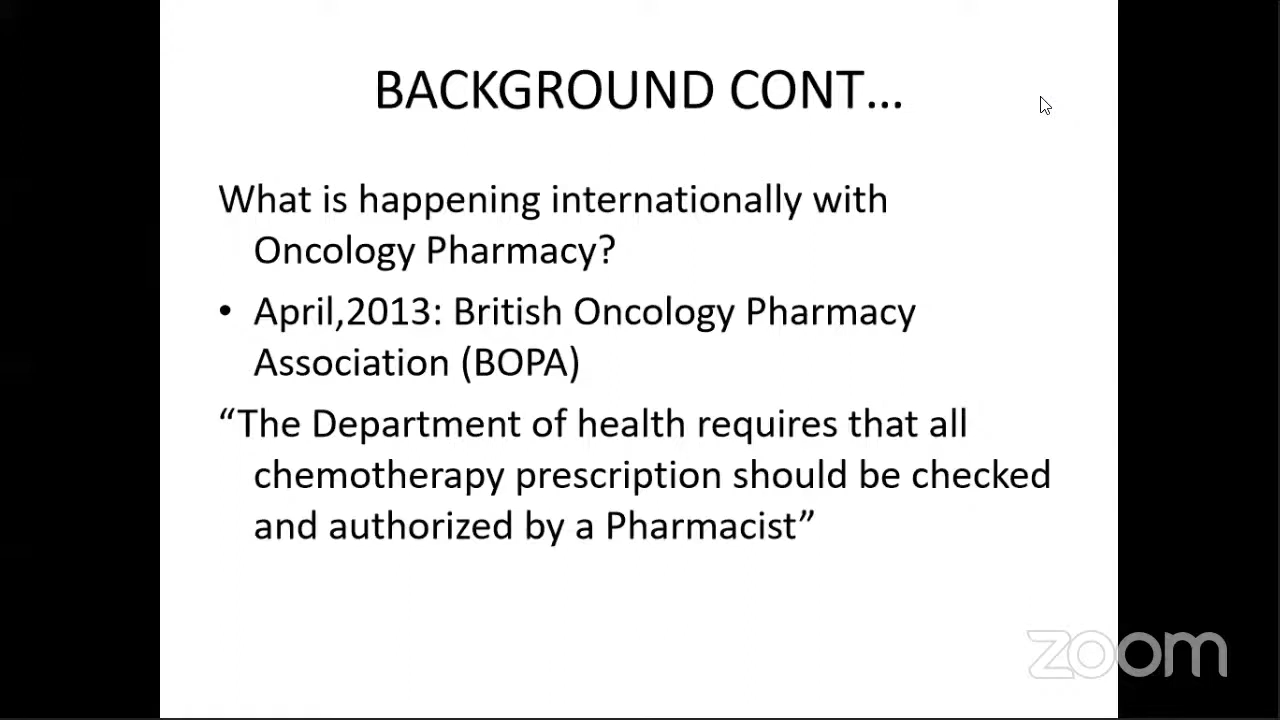 BACKGROUND CONT...
What is happening internationally with
Oncology Pharmacy?
• April,2013: British Oncology Pharmacy
Association (BOPA)
“The Department of health requires that all
chemotherapy prescription should be checked
and authorized by a Pharmacist”
zoom